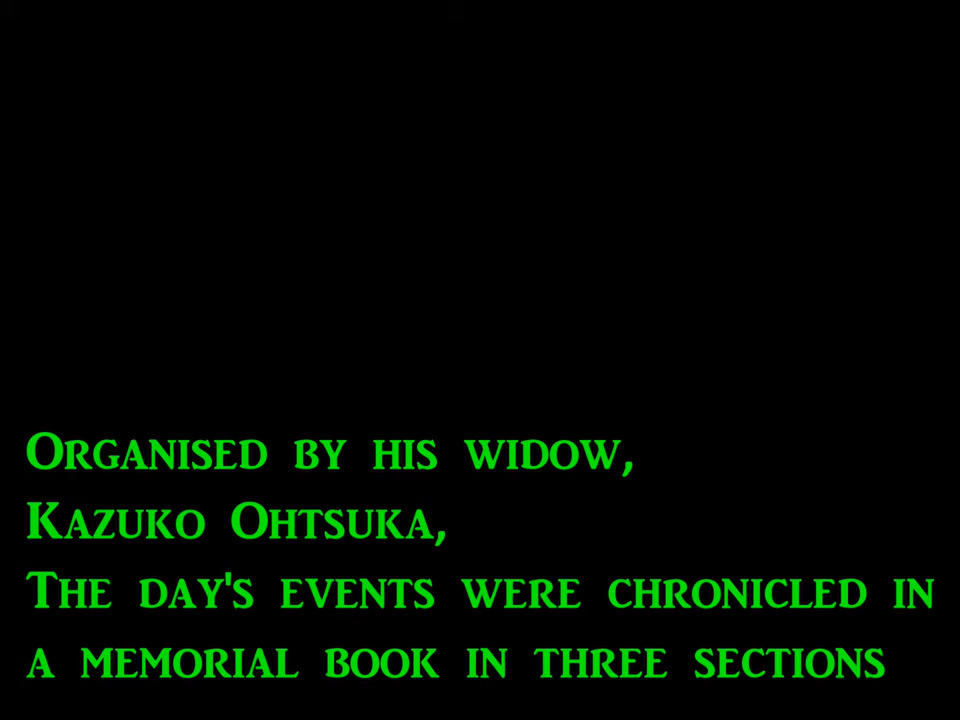 Organised by his widow,
Kazuko Ohtsuka,
The day's events were chronicled in
a memorial book in three sections